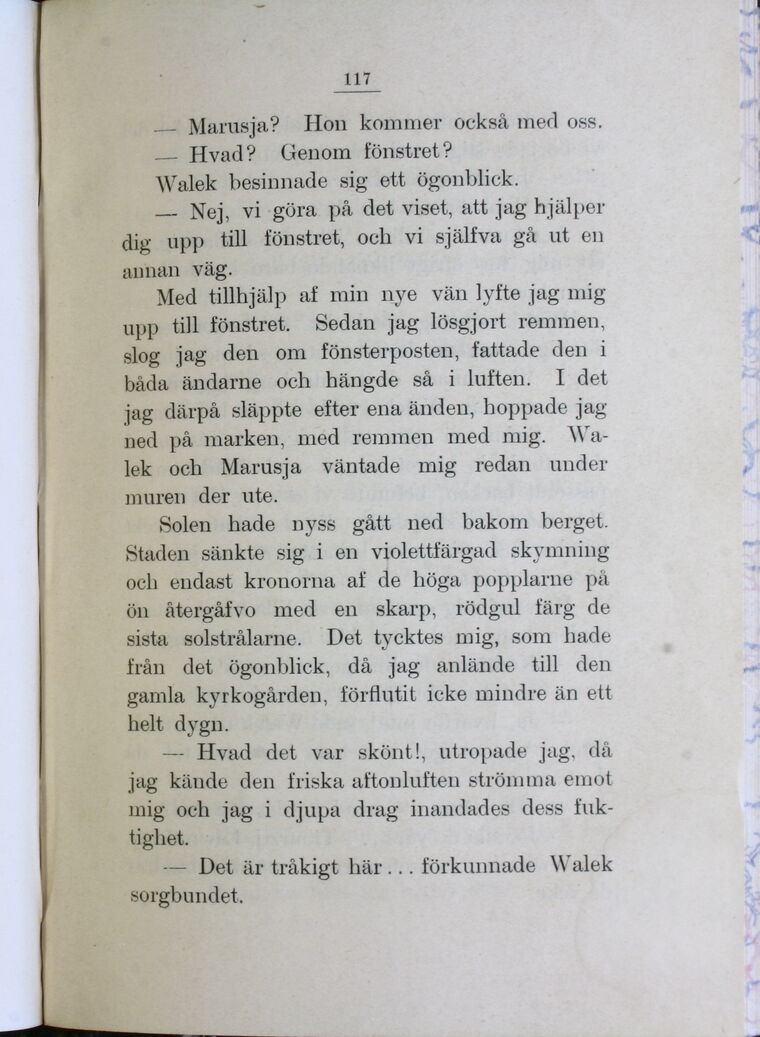 117
— Marusja? Hon kommer också med oss.
— Hvad? Genom fönstret?
Walek besinnade sig ett ögonblick.
— Nej, vi göra på det viset, att jag hjälper
dig upp till fönstret, och vi själfva gå ut en
annan väg.
Med tillhjälp af min nye vän lyfte jag mig
upp till fönstret. Sedan jag lösgjort remmen,
slog jag den om fönsterposten, fattade den i
båda ändarne och hängde så i luften. I det
jag därpå släppte efter ena änden, hoppade jag
ned på marken, med remmen med mig. Wa-
lek och Marusja väntade mig redan under
muren der ute.
Solen hade nyss gått ned bakom berget.
Staden sänkte sig i en violettfärgad skymning
och endast kronorna af de höga popplarne på
ön återgåfvo med en skarp, rödgul färg de
sista solstrålarne. Det tycktes mig, som hade
från det ögonblick, då jag anlände till den
gamla kyrkogården, förflutit icke mindre än ett
helt dygn.
— Hvad det var skönt!, utropade jag, då
jag kände den friska aftonluften strömma emot
mig och jag i djupa drag inandades dess fuk-
tighet.
— Det är tråkigt här... förkunnade Walek
sorgbundet.